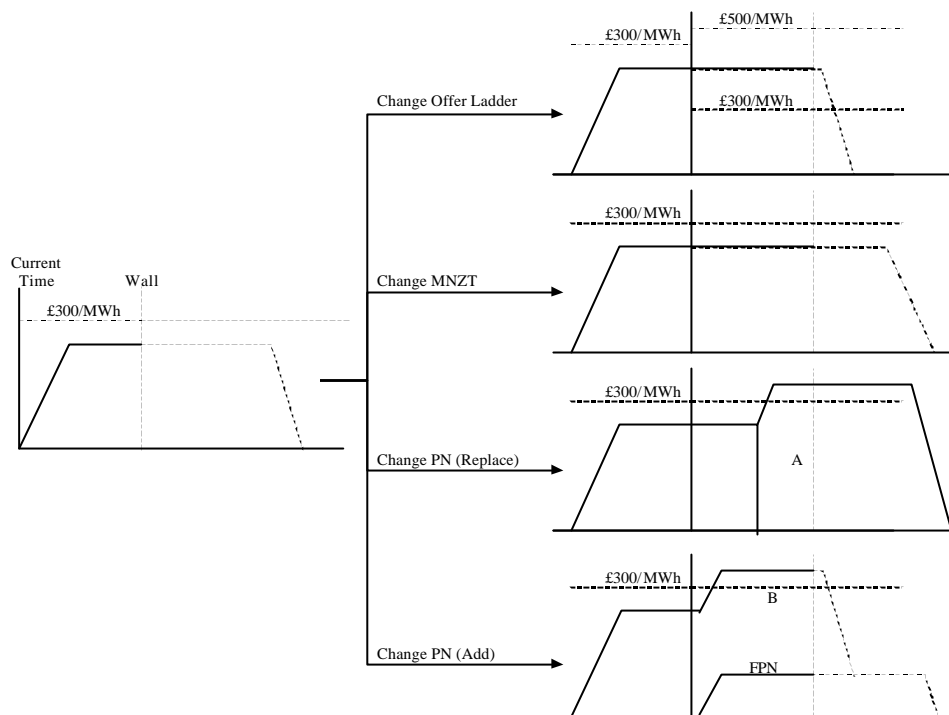 Current
Time
Wall
£300/MWh
Change Offer Ladder
£300/MWh
£500/MWh
£300/MWh
Change MNZT
£300/MWh
Change PN (Replace)
£300/MWh
A
Change PN (Add)
£300/MWh
B
FPN